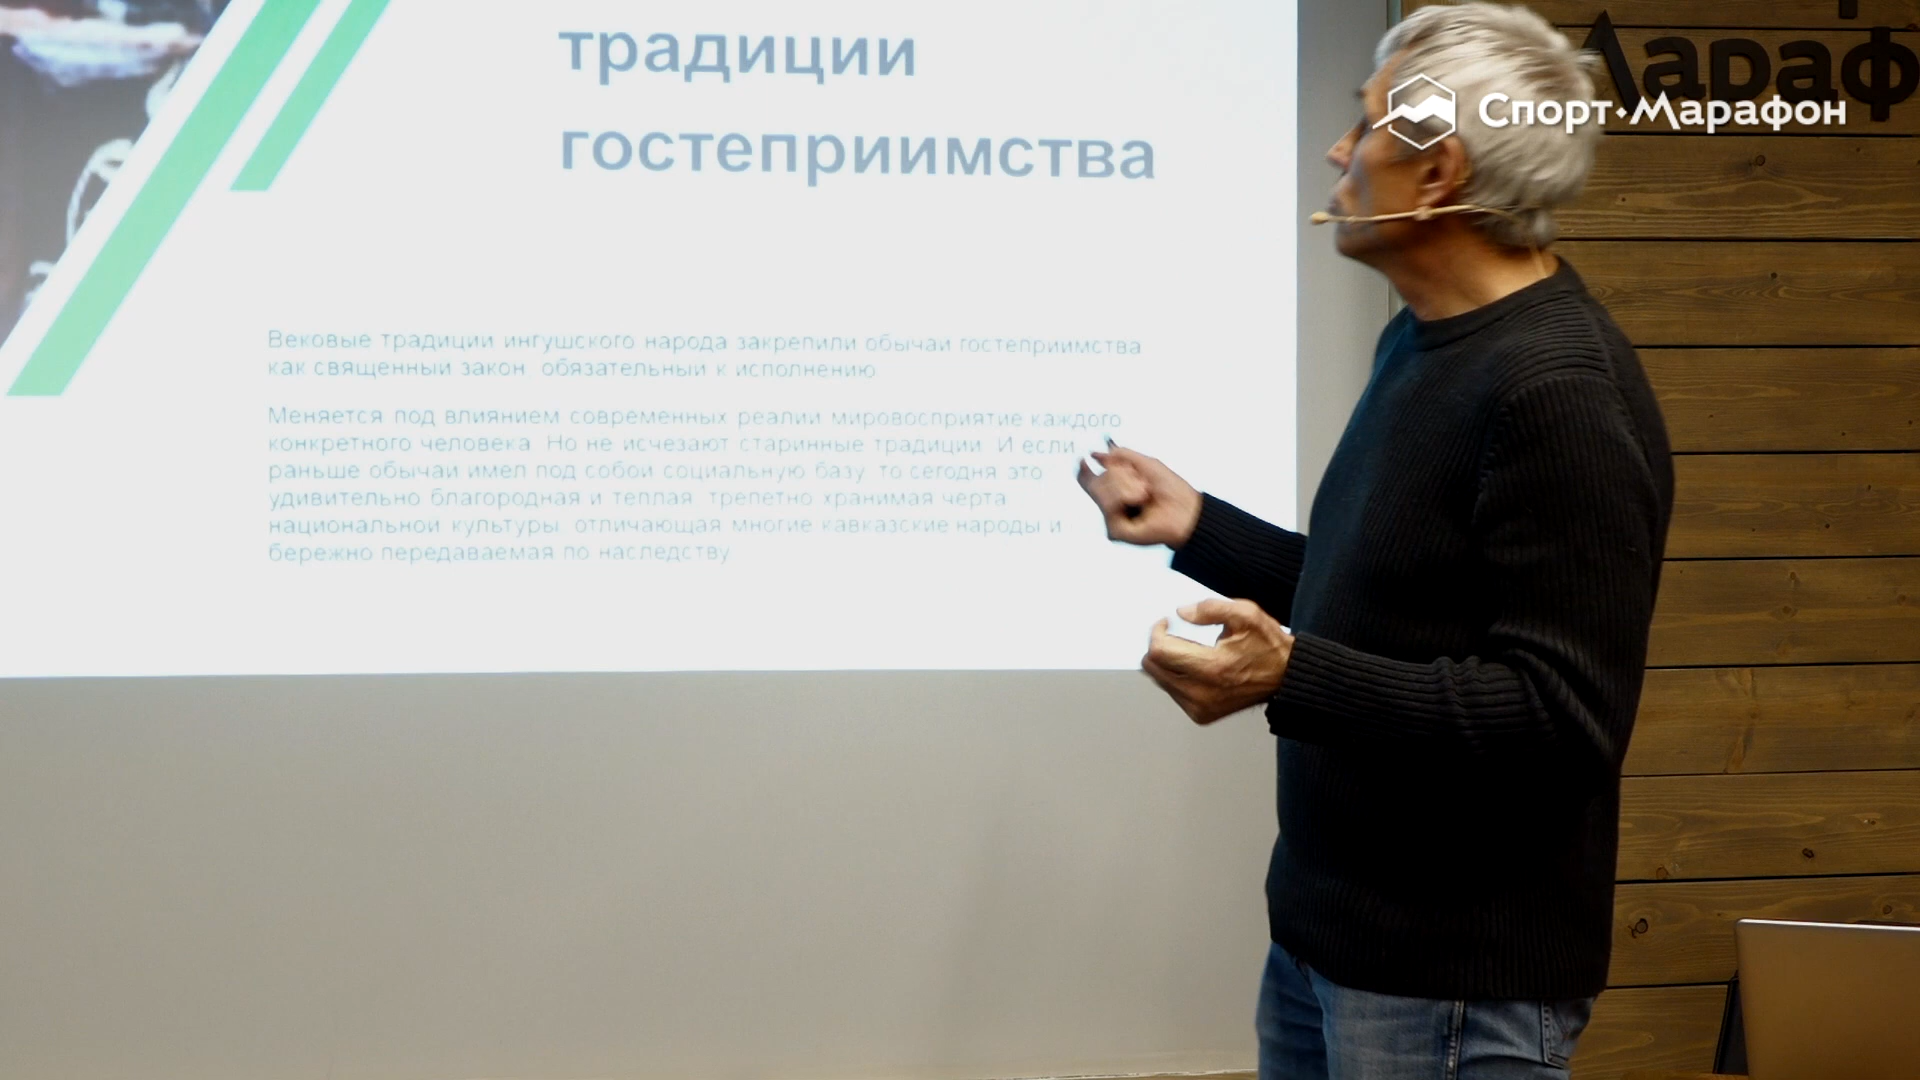 традиции
гостеприимства
Вековые традиции ингушского народа закрепили обычаи гостеприимства
как священный закон, обязательный к исполнению.
Меняется под влиянием современных реалий мировосприятие каждого
конкретного человека. Но не исчезают старинные традиции. И если
раньше обычай имел под собой социальную базу, то сегодня это
удивительно благородная и теплая, трепетно хранимая черта
национальной культуры, отличающая многие кавказские народы и
бережно передаваемая по наследству.
Спорт-Марафон
Мараф